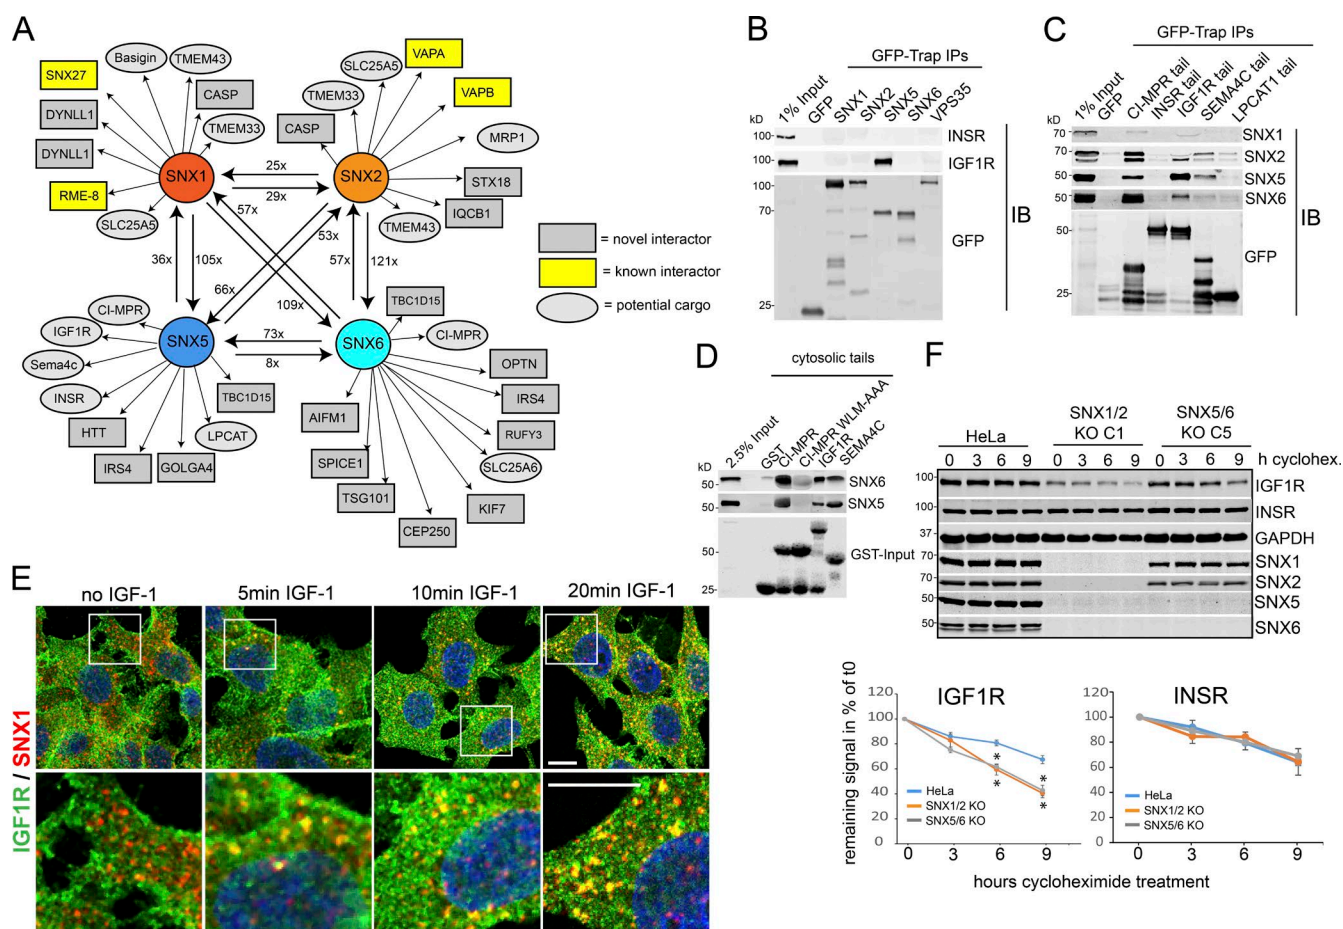 A
Basigin
TMEM43
SNX27
CASP
DYNLL1
TMEM33
DYNLL1
SNX1
RME-8
SLC25A5
SLC25A5
VAPA
TMEM33
VAPB
CASP
MRP1
SNX2
STX18
IQCB1
TMEM43
25x
29x
57x
53x
36x
105x
57x
121x
66x
109x
73x
8x
= novel interactor
= known interactor
= potential cargo
CI-MPR
IGF1R
SNX5
Sema4c
INSR
TBC1D15
HTT
LPCAT
IRS4
GOLGA4
TBC1D15
SNX6
CI-MPR
OPTN
AIFM1
IRS4
RUFY3
SPICE1
SLC25A6
TSG101
KIF7
CEP250
B
GFP-Trap IPs
1% Input
GFP
SNX1
SNX2
SNX5
SNX6
VPS35
kD
100
INSR
100
IGF1R
100
70
GFP
25
IB
C
GFP-Trap IPs
1% Input
GFP
CI-MPR tail
INSR tail
IGF1R tail
SEMA4C tail
LPCAT1 tail
kD
70
SNX1
70
SNX2
50
SNX5
50
SNX6
50
GFP
25
IB
D
cytosolic tails
2.5% Input
GST
CI-MPR
CI-MPR WLM-AAA
IGF1R
SEMA4C
kD
50
SNX6
50
SNX5
50
GST-Input
25
E
no IGF-1
5min IGF-1
10min IGF-1
20min IGF-1
IGF1R / SNX1
F
HeLa
SNX1/2 KO C1
SNX5/6 KO C5
0 3 6 9 0 3 6 9 0 3 6 9 h cyclohex.
kD
100
IGF1R
100
INSR
37
GAPDH
70
SNX1
70
SNX2
50
SNX5
50
SNX6
remaining signal in % of t0
IGF1R
120
100
80
60
40
20
0
* *
* *
HeLa
SNX1/2 KO
SNX5/6 KO
0 3 6 9
INSR
120
100
80
60
40
20
0
HeLa
SNX1/2 KO
SNX5/6 KO
0 3 6 9
hours cycloheximide treatment